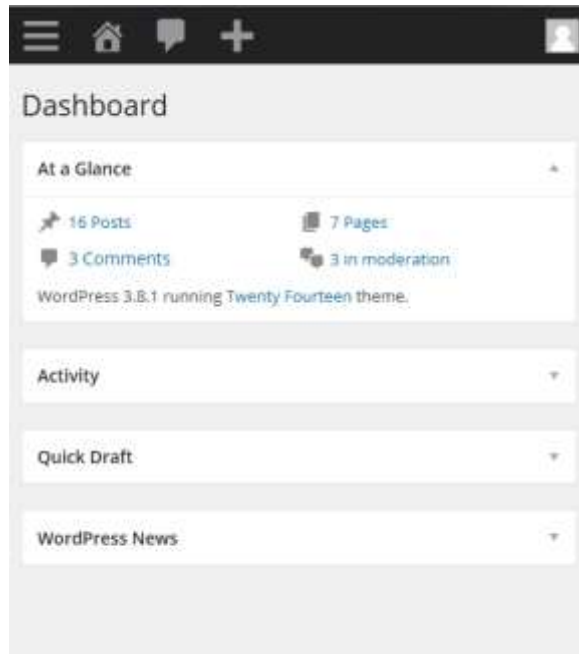 Dashboard
At a Glance
16 Posts
7 Pages
3 Comments
3 in moderation
WordPress 3.8.1 running Twenty Fourteen theme.
Activity
Quick Draft
WordPress News